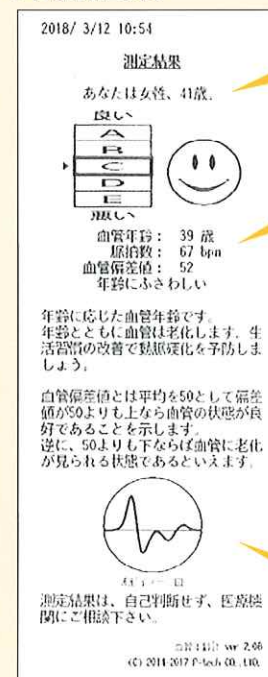 2018/ 3/12 10:54
測定結果
あなたは女性、41歳。
良い
A
B
C
D
E
悪い
血管年齢： 39 歳
脈拍数： 67 bpm
血管偏差値： 52
年齢にふさわしい
年齢に応じた血管年齢です。
年齢とともに血管は老化します。生
活習慣の改善で動脈硬化を予防しま
しょう。
血管偏差値とは平均を50として偏差
値が50よりも上なら血管の状態が良
好であることを示します。
逆に、50よりも下ならば血管に老化
が見られる状態であるといえます。
測定結果は、自己判断せず、医療機
関にご相談下さい。
ver 2.06
(C) 2011-2017 P-tech CO., LTD.